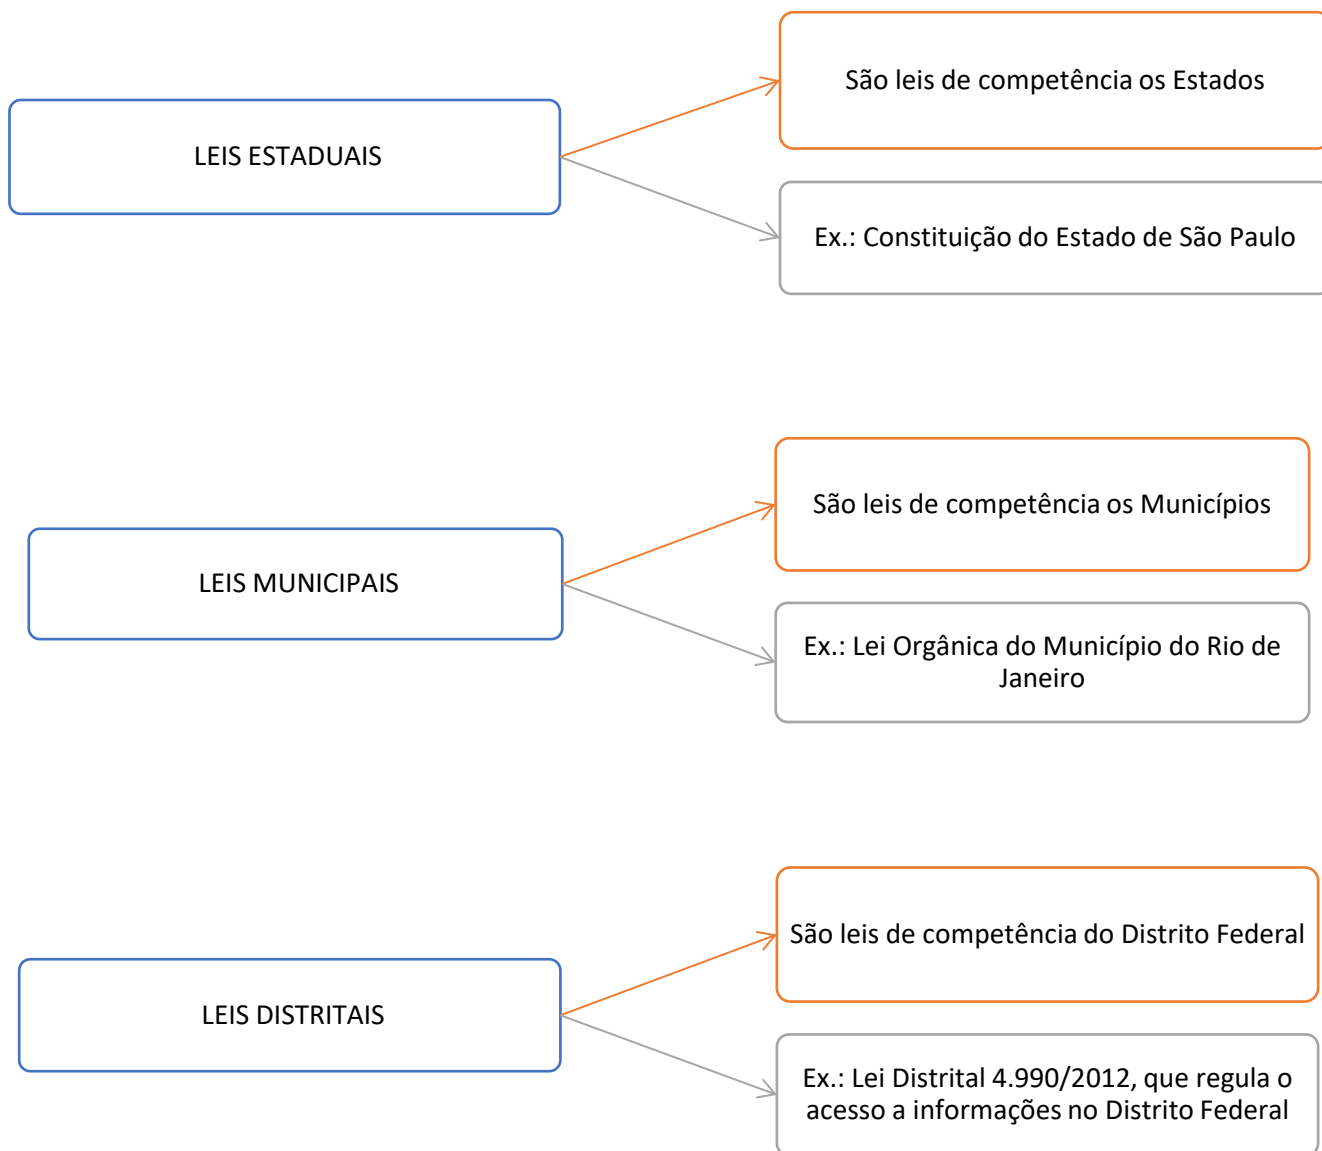 São leis de competência os Estados
LEIS ESTADUAIS
Ex.: Constituição do Estado de São Paulo
São leis de competência os Municípios
LEIS MUNICIPAIS
Ex.: Lei Orgânica do Município do Rio de
Janeiro
São leis de competência do Distrito Federal
LEIS DISTRITAIS
Ex.: Lei Distrital 4.990/2012, que regula o
acesso a informações no Distrito Federal